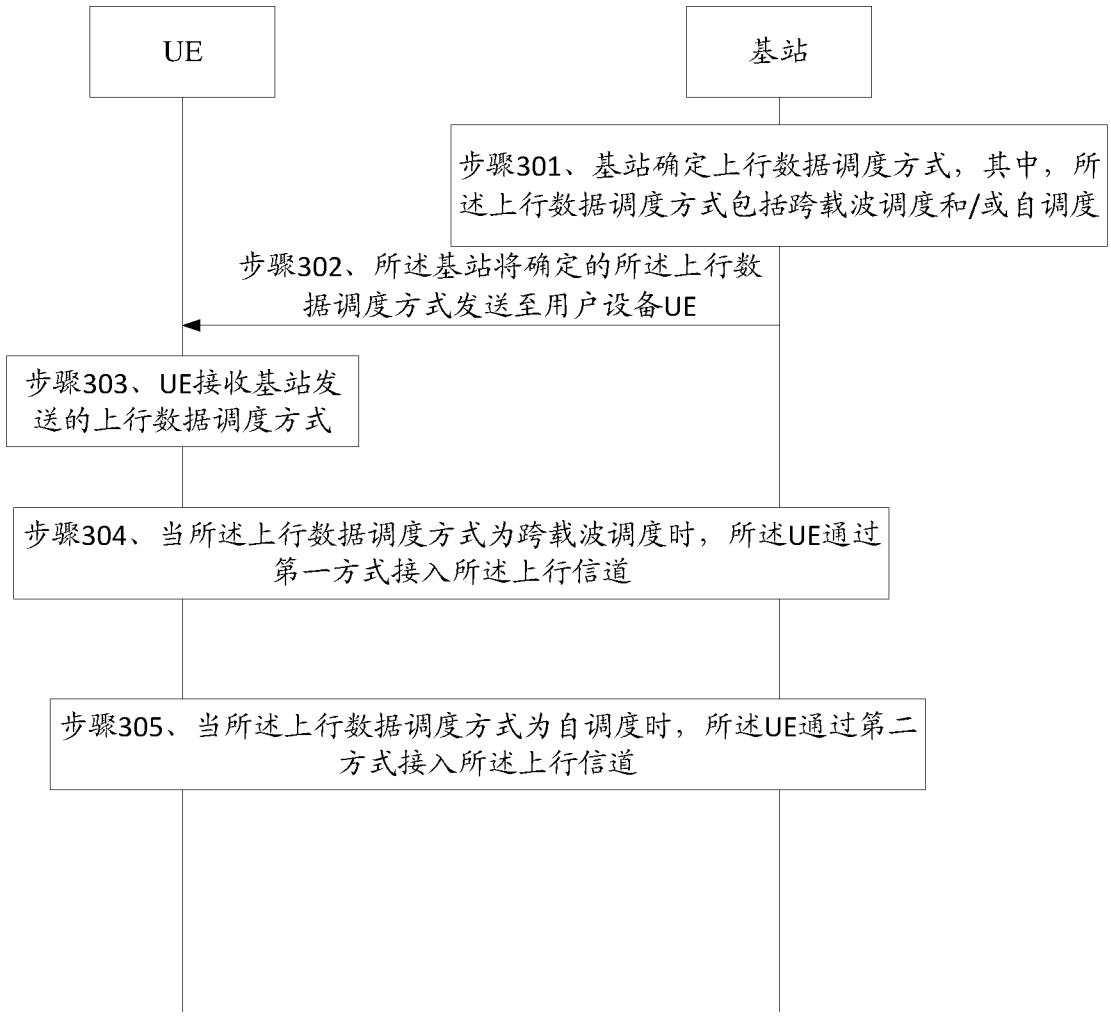 UE
基站
步骤301、基站确定上行数据调度方式，其中，所
述上行数据调度方式包括跨载波调度和/或自调度
步骤302、所述基站将确定的所述上行数
据调度方式发送至用户设备UE
步骤303、UE接收基站发
送的上行数据调度方式
步骤304、当所述上行数据调度方式为跨载波调度时，所述UE通过
第一方式接入所述上行信道
步骤305、当所述上行数据调度方式为自调度时，所述UE通过第二
方式接入所述上行信道